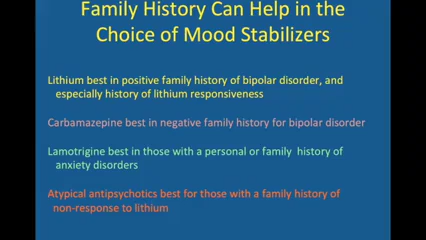 Family History Can Help in the
Choice of Mood Stabilizers
Lithium best in positive family history of bipolar disorder, and
especially history of lithium responsiveness
Carbamazepine best in negative family history for bipolar disorder
Lamotrigine best in those with a personal or family history of
anxiety disorders
Atypical antipsychotics best for those with a family history of
non-response to lithium